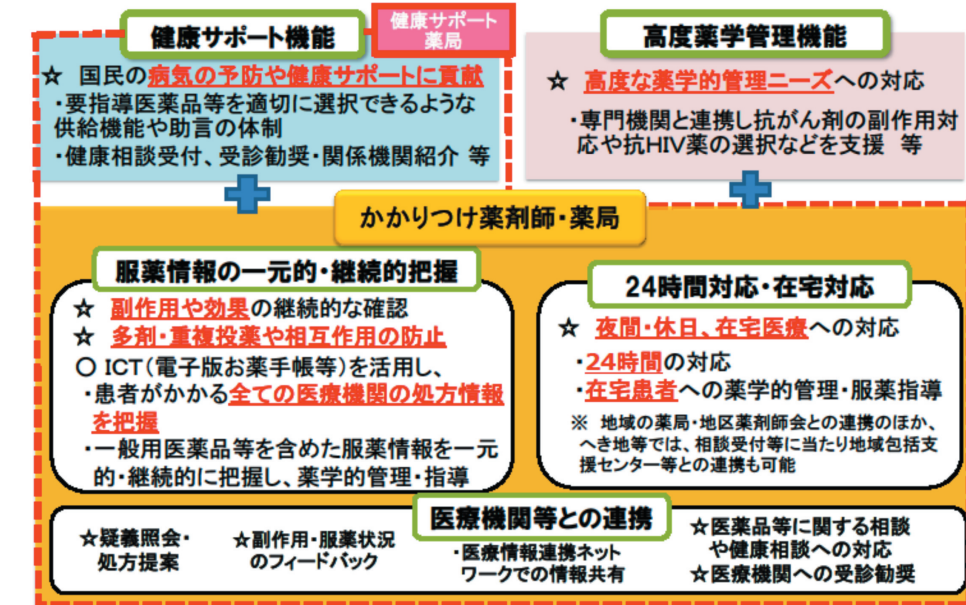 健康サポート機能
健康サポート
薬局
☆ 国民の病気の予防や健康サポートに貢献
・要指導医薬品等を適切に選択できるような
供給機能や助言の体制
・健康相談受付、受診勧奨・関係機関紹介 等
高度薬学管理機能
☆ 高度な薬学的管理ニーズへの対応
・専門機関と連携し抗がん剤の副作用対
応や抗HIV薬の選択などを支援 等
かかりつけ薬剤師・薬局
服薬情報の一元的・継続的把握
☆ 副作用や効果の継続的な確認
☆ 多剤・重複投薬や相互作用の防止
○ ICT(電子版お薬手帳等)を活用し、
・患者がかかる全ての医療機関の処方情報
を把握
・一般用医薬品等を含めた服薬情報を一元
的・継続的に把握し、薬学的管理・指導
24時間対応・在宅対応
☆ 夜間・休日、在宅医療への対応
・24時間の対応
・在宅患者への薬学的管理・服薬指導
※ 地域の薬局・地区薬剤師会との連携のほか、
へき地等では、相談受付等に当たり地域包括支
援センター等との連携も可能
医療機関等との連携
☆疑義照会・
処方提案
☆副作用・服薬状況
のフィードバック
・医療情報連携ネット
ワークでの情報共有
☆医薬品等に関する相談
や健康相談への対応
☆医療機関への受診勧奨